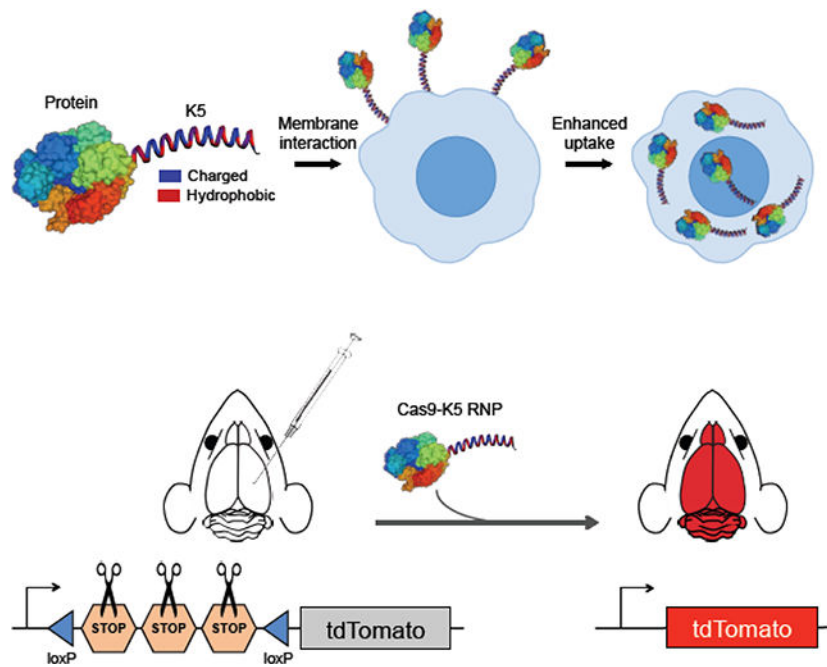 Protein
K5
Charged
Hydrophobic
Membrane
interaction
Enhanced
uptake
Cas9-K5 RNP
STOP STOP STOP
loxP loxP
tdTomato
tdTomato